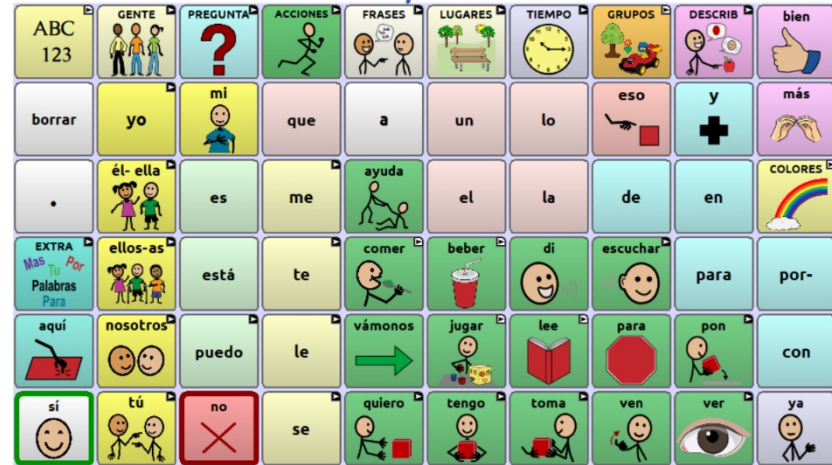 ABC
123
GENTE
PREGUNTA
ACCIONES
FRASES
LUGARES
TIEMPO
GRUPOS
DESCRIB
bien
borrar
yo
mi
que
a
un
lo
eso
y
más
.
él- ella
es
me
ayuda
el
la
de
en
COLORES
EXTRA
Mas Tu Por
Palabras
Para
ellos-as
está
te
comer
beber
di
escuchar
para
por-
aquí
nosotros
puedo
le
vámonos
jugar
lee
para
pon
con
sí
tú
no
se
quiero
tengo
toma
ven
ver
ya